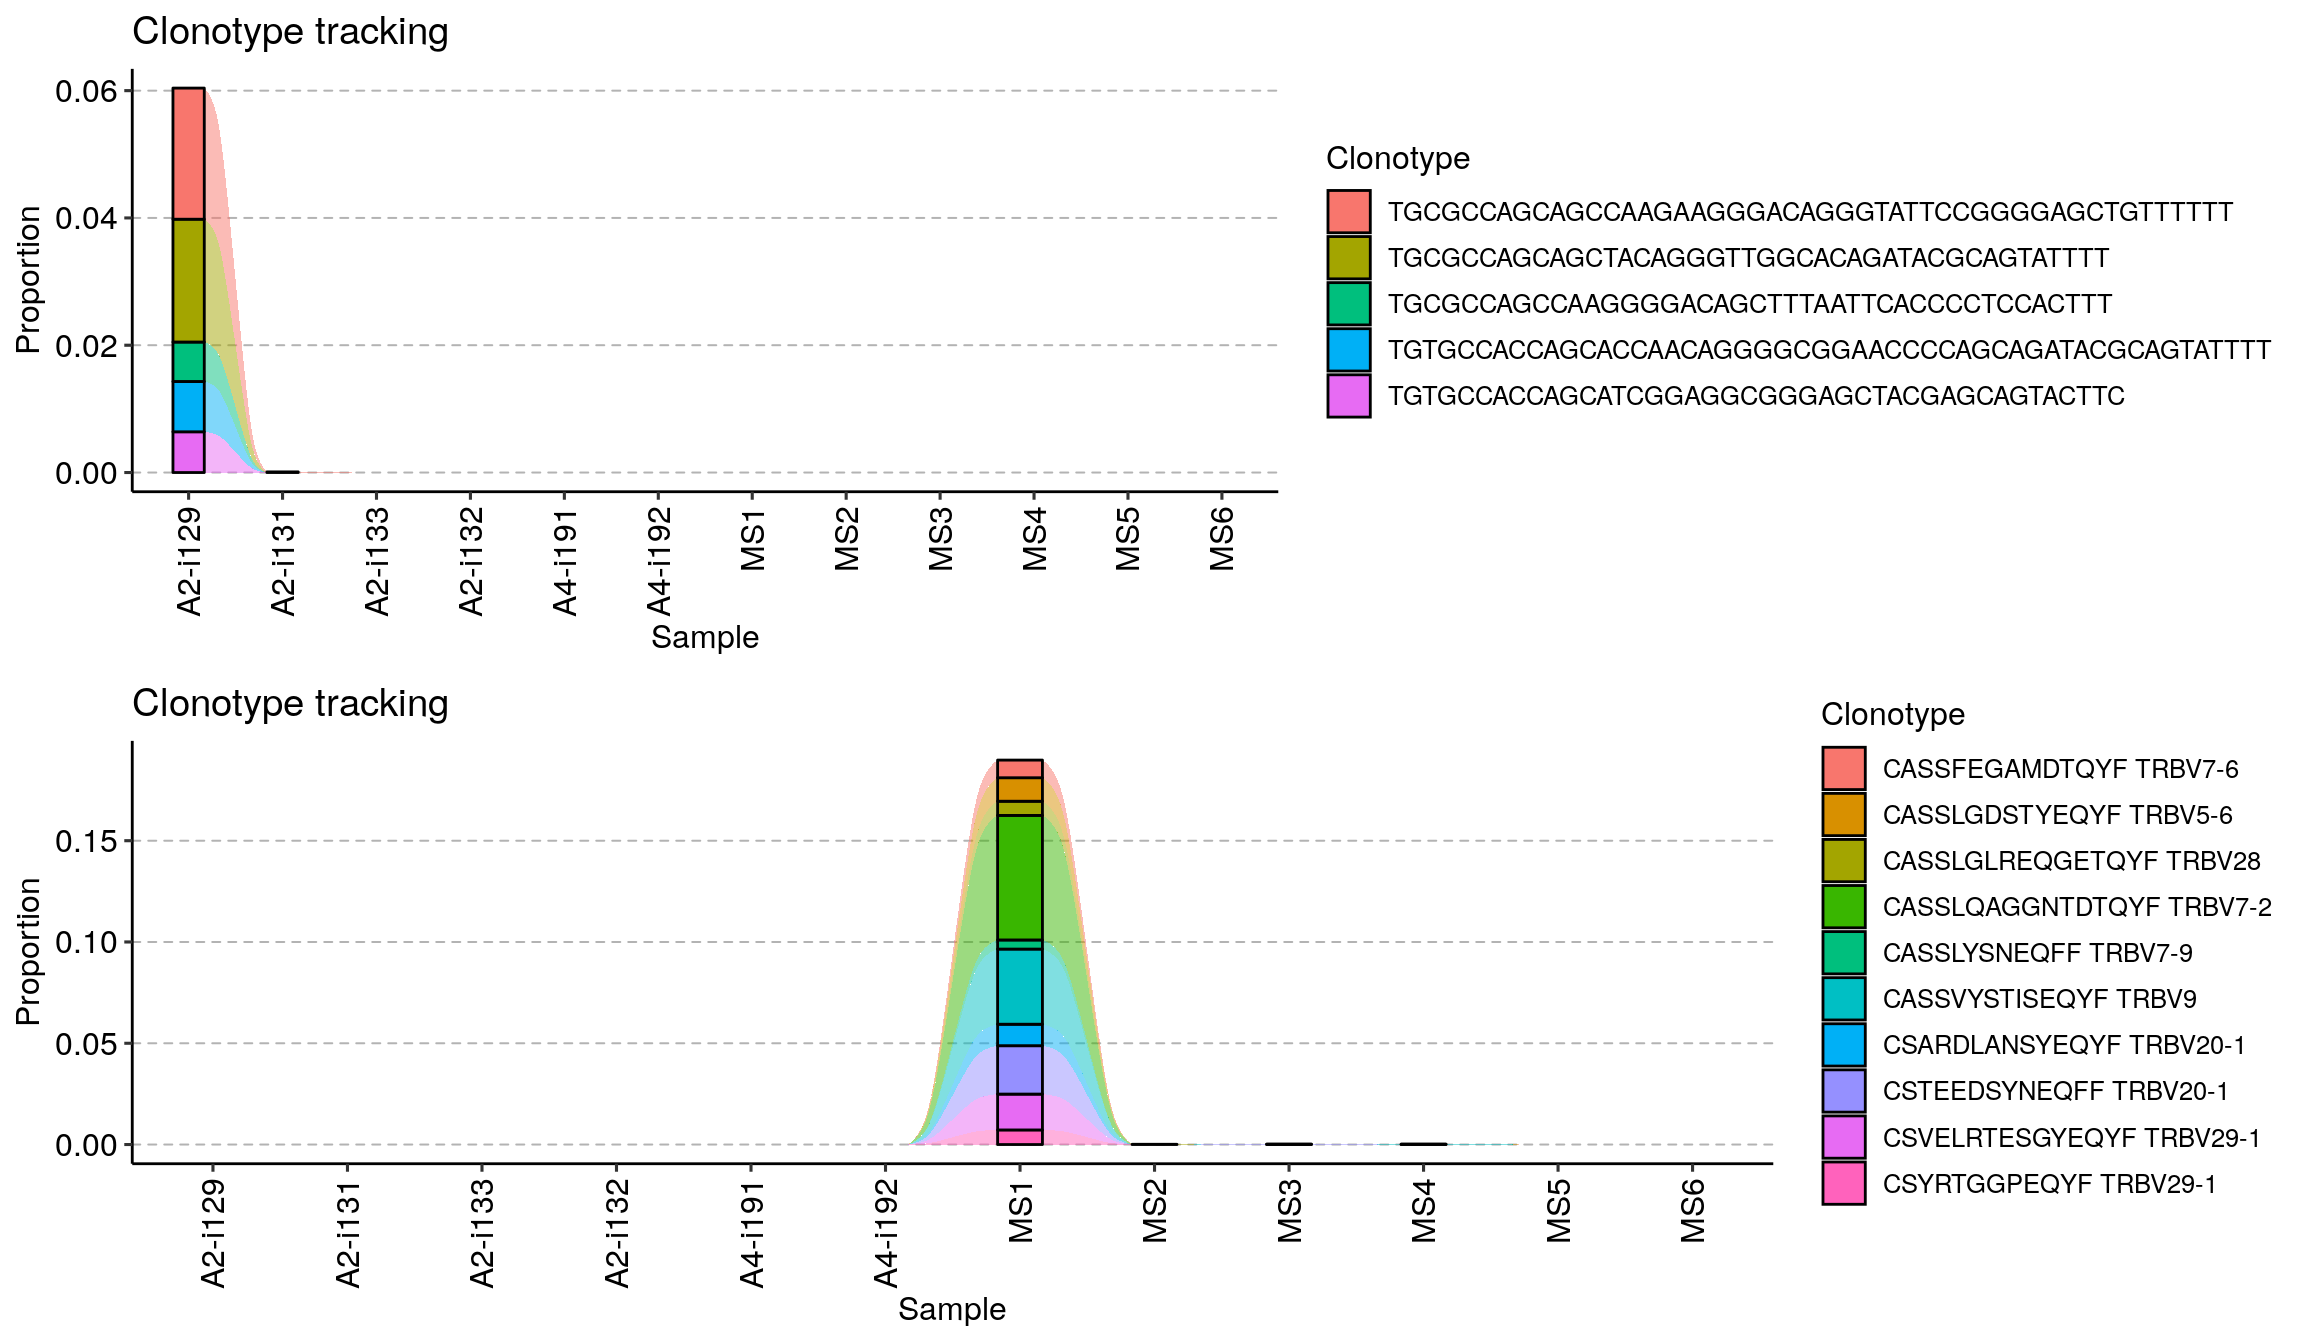 Clonotype tracking
Proportion
0.06
0.04
0.02
0.00
A2-i129
A2-i131
A2-i133
A2-i132
A4-i191
A4-i192
MS1
MS2
MS3
MS4
MS5
MS6
Sample
Clonotype
TGCGCCAGCAGCCAAGAAGGGACAGGGTATTCCGGGGAGCTGTTTTTT
TGCGCCAGCAGCTACAGGGTTGGCACAGATACGCAGTATTTT
TGCGCCAGCCAAGGGGACAGCTTTAATTCACCCCTCCACTTT
TGTGCCACCAGCACCAACAGGGGCGGAACCCCAGCAGATACGCAGTATTTT
TGTGCCACCAGCATCGGAGGCGGGAGCTACGAGCAGTACTTC
Clonotype tracking
Proportion
0.15
0.10
0.05
0.00
A2-i129
A2-i131
A2-i133
A2-i132
A4-i191
A4-i192
MS1
MS2
MS3
MS4
MS5
MS6
Sample
Clonotype
CASSFEGAMDTQYF TRBV7-6
CASSLGDSTYEQYF TRBV5-6
CASSLGLREQGETQYF TRBV28
CASSLQAGGNTDTQYF TRBV7-2
CASSLYSNEQFF TRBV7-9
CASSVYSTISEQYF TRBV9
CSARDLANSYEQYF TRBV20-1
CSTEEDSYNEQFF TRBV20-1
CSVELRTESGYEQYF TRBV29-1
CSYRTGGPEQYF TRBV29-1